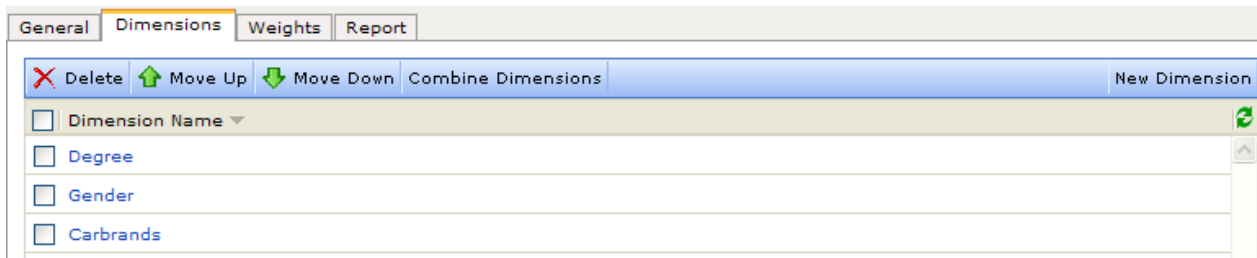 General Dimensions Weights Report
Delete Move Up Move Down Combine Dimensions New Dimension
Dimension Name
Degree
Gender
Carbrands